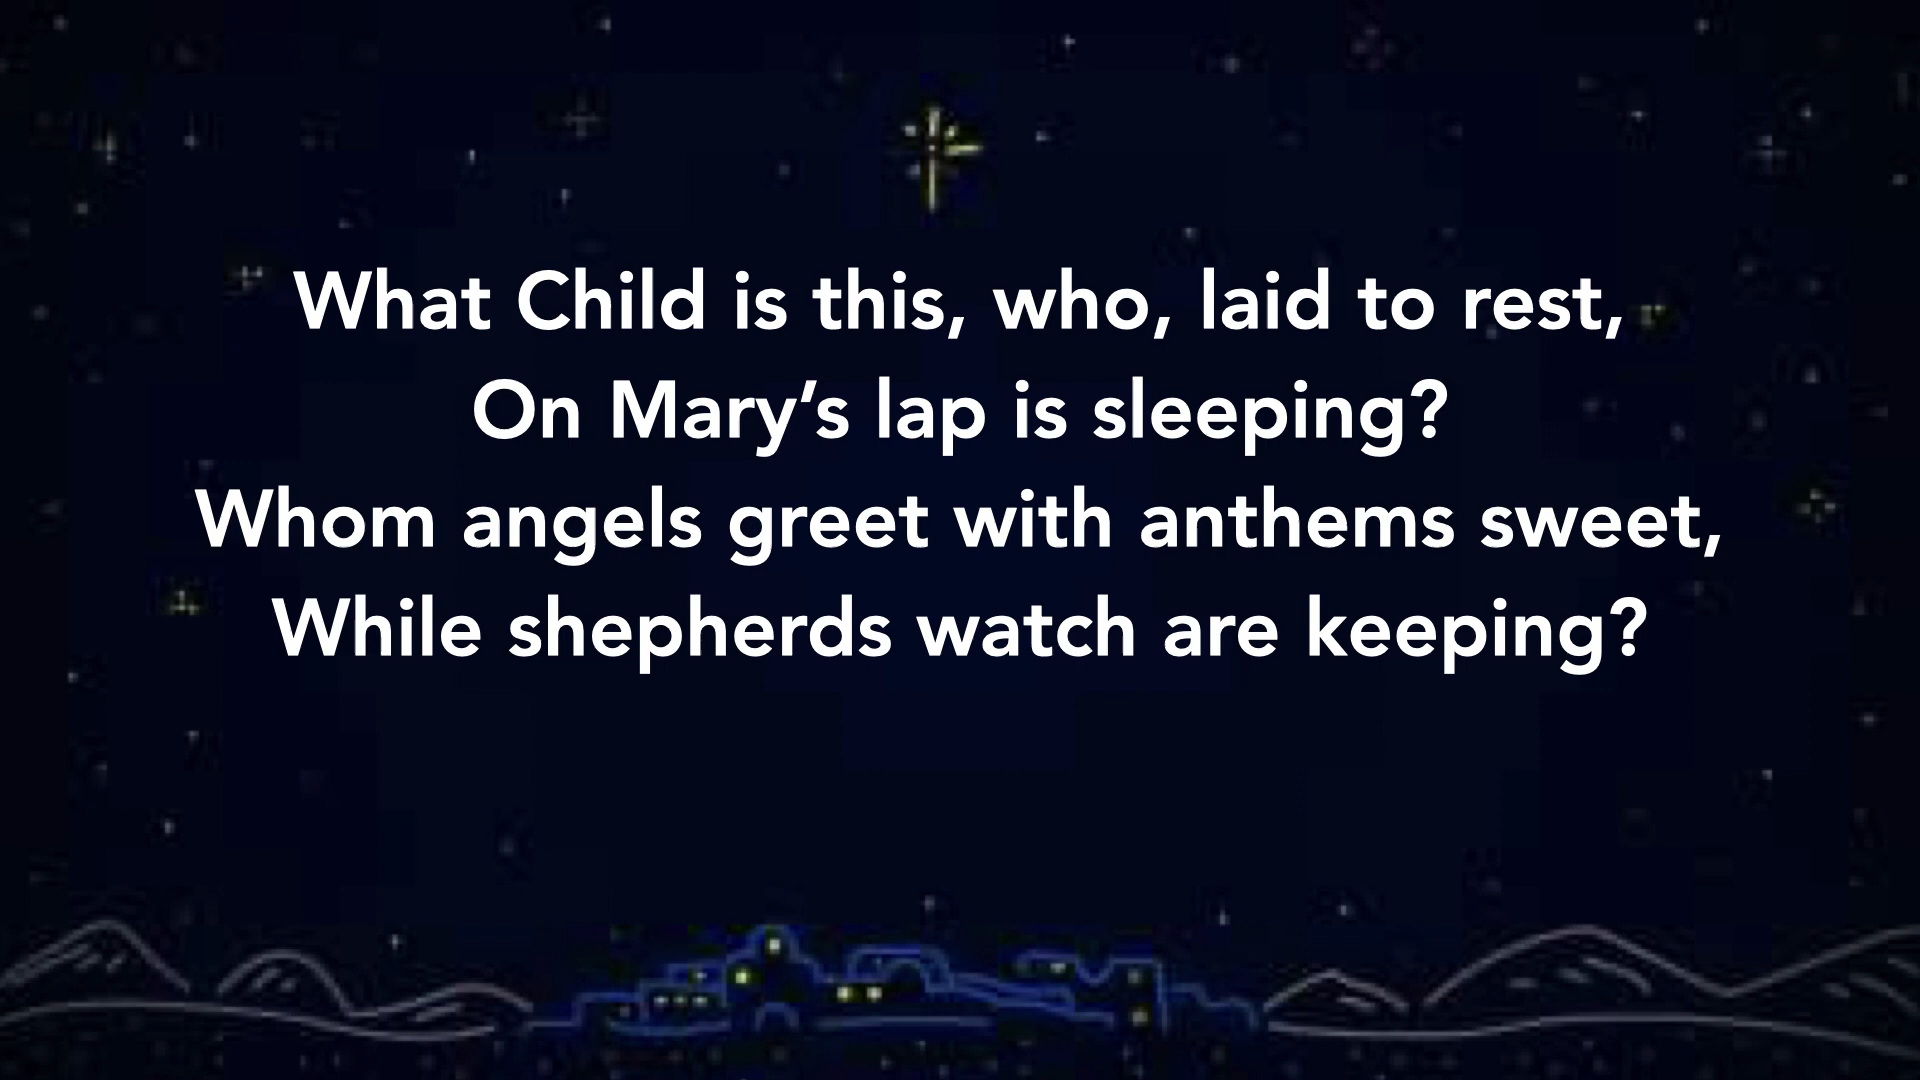 What Child is this, who, laid to rest,
On Mary’s lap is sleeping?
Whom angels greet with anthems sweet,
While shepherds watch are keeping?